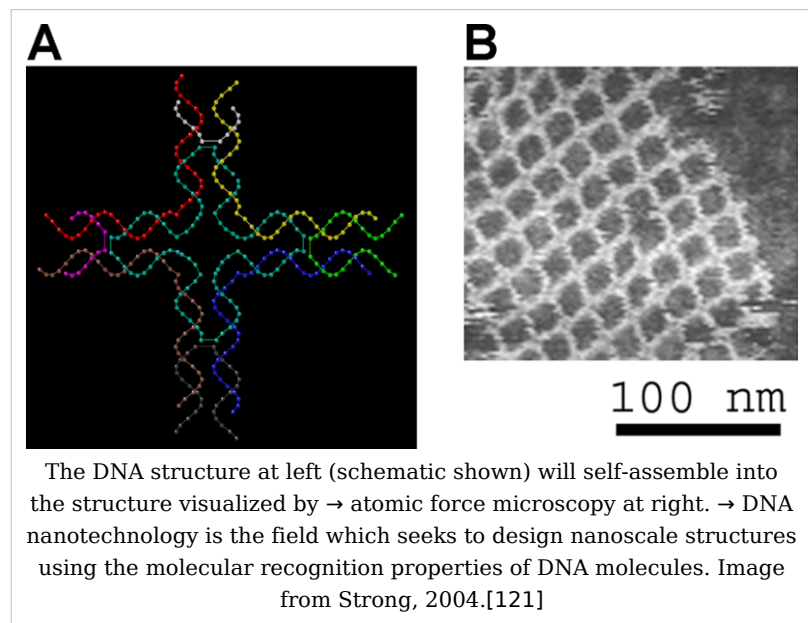 A
B
100 nm
The DNA structure at left (schematic shown) will self-assemble into
the structure visualized by → atomic force microscopy at right. → DNA
nanotechnology is the field which seeks to design nanoscale structures
using the molecular recognition properties of DNA molecules. Image
from Strong, 2004.[121]